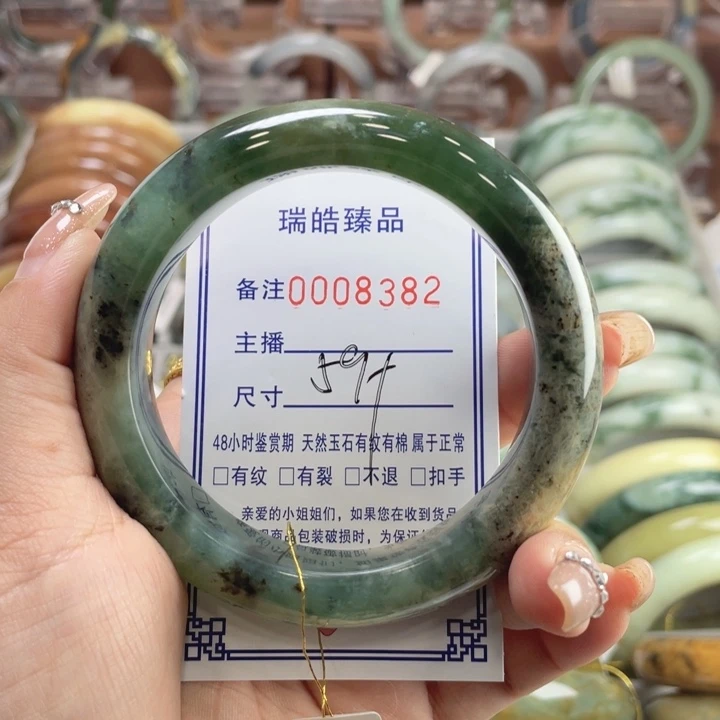 瑞皓臻品
备注0008382
主播
尺寸 59+
48小时鉴赏期 天然玉石有纹有棉 属于正常
□有纹 □有裂 □不退 □扣手
亲爱的小姐姐们，如果您在收到货品
商品包装破损时，为保证